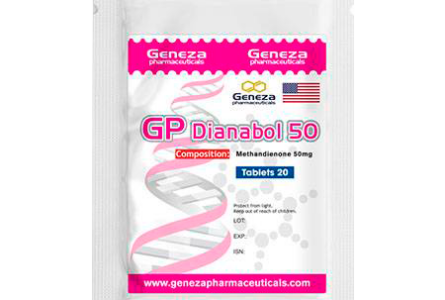 Geneza Geneza
pharmaceuticals pharmaceuticals
Geneza
pharmaceuticals
GP Dianabol 50
Composition: Methandienone 50mg
Tablets 20
Protect from light.
Keep out of reach of children.
LOT:
EXP:
ISN:
www.genezapharmaceuticals.com